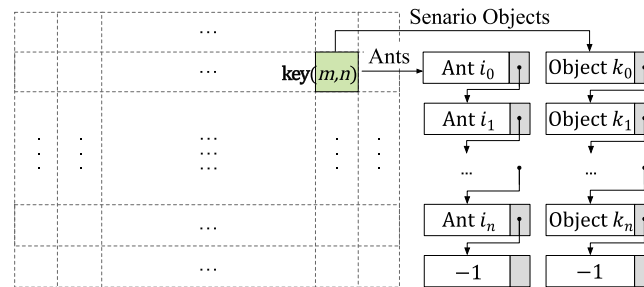 Senario Objects
...
... key(m,n) Ants Ant i₀ Object k₀
Ant i₁ Object k₁
...
...
...
... ...
Ant iₙ Object kₙ
...
... −1 −1